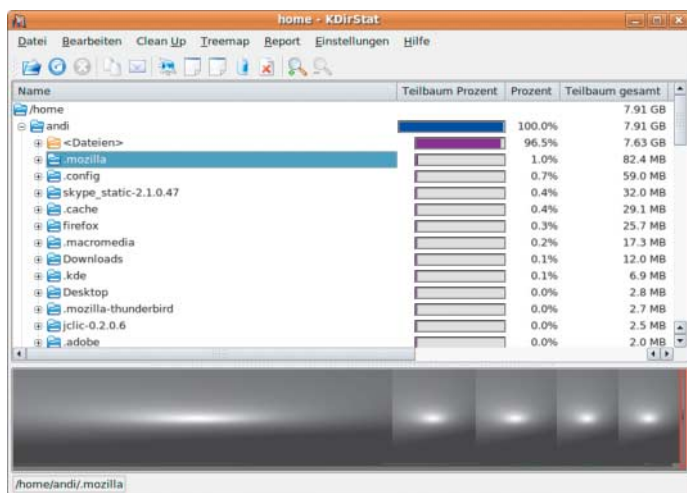 home - KDirStat
Datei Bearbeiten Clean Up Treemap Report Einstellungen Hilfe
Name Teilbaum Prozent Prozent Teilbaum gesamt
/home 7.91 GB
andi 100.0% 7.91 GB
<Dateien> 96.5% 7.63 GB
.mozilla 1.0% 82.4 MB
.config 0.7% 59.0 MB
skype_static-2.1.0.47 0.4% 32.0 MB
.cache 0.4% 29.1 MB
firefox 0.3% 25.7 MB
.macromedia 0.2% 17.3 MB
Downloads 0.1% 12.0 MB
.kde 0.1% 6.9 MB
Desktop 0.0% 2.8 MB
.mozilla-thunderbird 0.0% 2.7 MB
jclic-0.2.0.6 0.0% 2.5 MB
.adobe 0.0% 2.0 MB
/home/andi/.mozilla